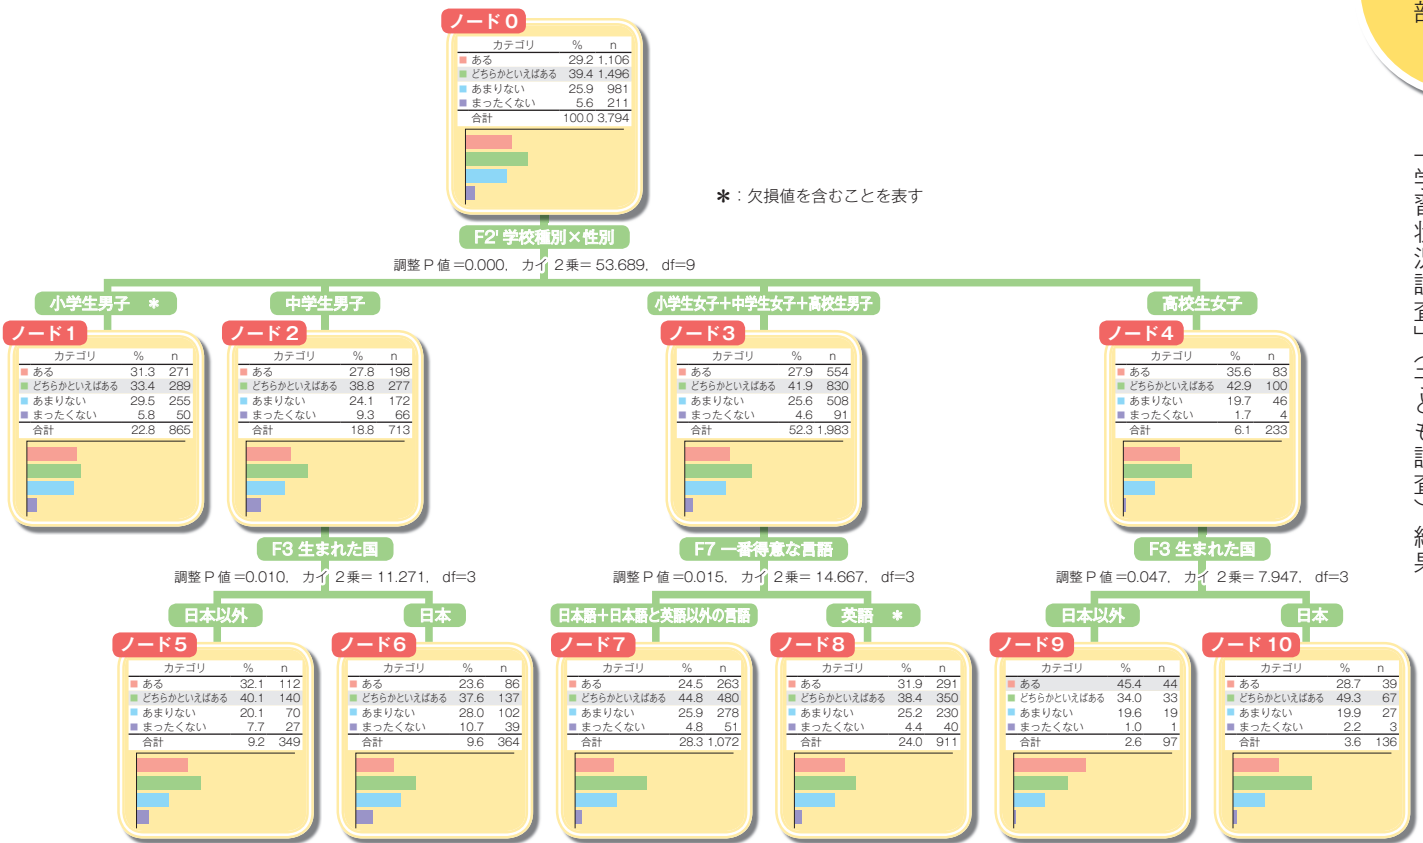 部
「学習状況調査」（子ども調査）結果
ノード0
カテゴリ % n
ある 29.2 1,106
どちらかといえばある 39.4 1,496
あまりない 25.9 981
まったくない 5.6 211
合計 100.0 3,794
＊：欠損値を含むことを表す
F2' 学校種別×性別
調整P値=0.000, カイ2乗=53.689, df=9
小学生男子 ＊
ノード1
カテゴリ % n
ある 31.3 271
どちらかといえばある 33.4 289
あまりない 29.5 255
まったくない 5.8 50
合計 22.8 865
中学生男子
ノード2
カテゴリ % n
ある 27.8 198
どちらかといえばある 38.8 277
あまりない 24.1 172
まったくない 9.3 66
合計 18.8 713
小学生女子＋中学生女子＋高校生男子
ノード3
カテゴリ % n
ある 27.9 554
どちらかといえばある 41.9 830
あまりない 25.6 508
まったくない 4.6 91
合計 52.3 1,983
高校生女子
ノード4
カテゴリ % n
ある 35.6 83
どちらかといえばある 42.9 100
あまりない 19.7 46
まったくない 1.7 4
合計 6.1 233
F3 生まれた国
調整P値=0.010, カイ2乗=11.271, df=3
F7 一番得意な言語
調整P値=0.015, カイ2乗=14.667, df=3
F3 生まれた国
調整P値=0.047, カイ2乗=7.947, df=3
日本以外
ノード5
カテゴリ % n
ある 32.1 112
どちらかといえばある 40.1 140
あまりない 20.1 70
まったくない 7.7 27
合計 9.2 349
日本
ノード6
カテゴリ % n
ある 23.6 86
どちらかといえばある 37.6 137
あまりない 28.0 102
まったくない 10.7 39
合計 9.6 364
日本語＋日本語と英語以外の言語
ノード7
カテゴリ % n
ある 24.5 263
どちらかといえばある 44.8 480
あまりない 25.9 278
まったくない 4.8 51
合計 28.3 1,072
英語 ＊
ノード8
カテゴリ % n
ある 31.9 291
どちらかといえばある 38.4 350
あまりない 25.2 230
まったくない 4.4 40
合計 24.0 911
日本以外
ノード9
カテゴリ % n
ある 45.4 44
どちらかといえばある 34.0 33
あまりない 19.6 19
まったくない 1.0 1
合計 2.6 97
日本
ノード10
カテゴリ % n
ある 28.7 39
どちらかといえばある 49.3 67
あまりない 19.9 27
まったくない 2.2 3
合計 3.6 136